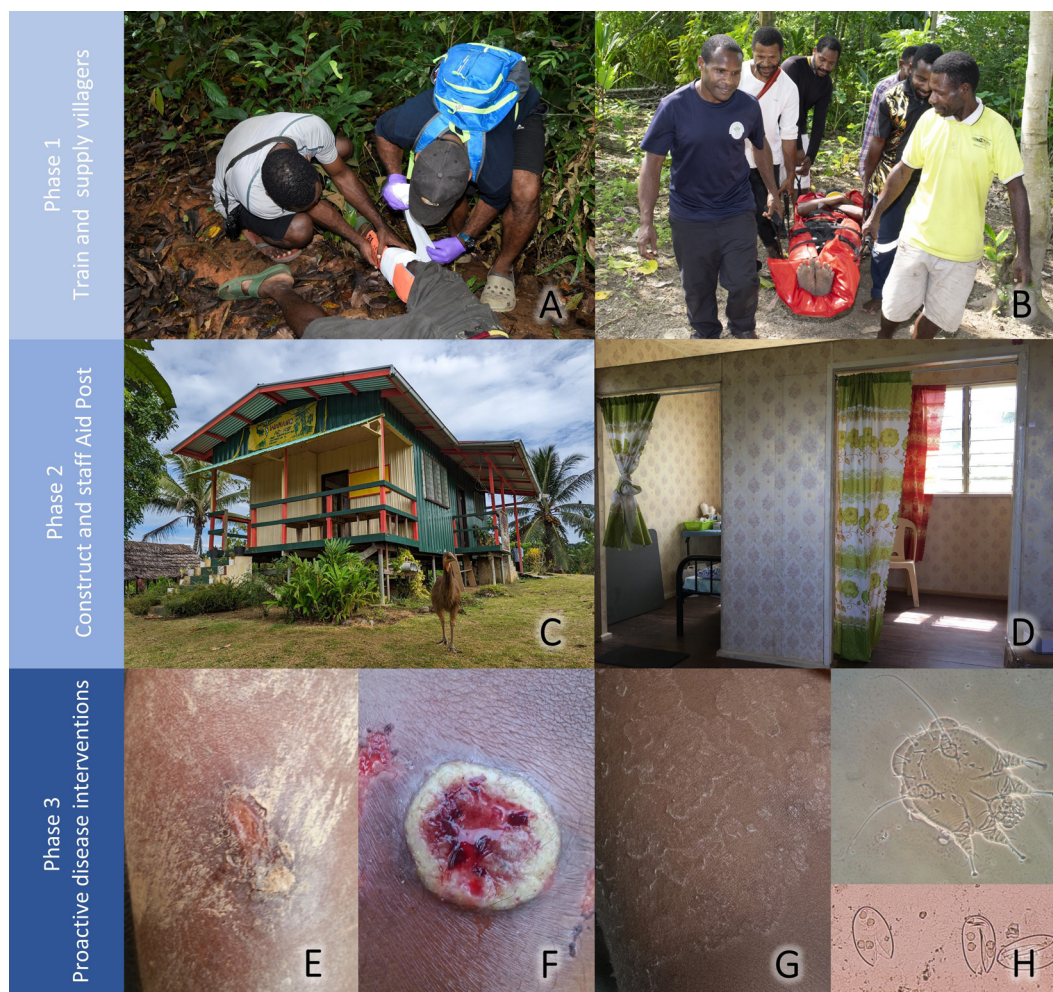 Phase 1
Train and supply villagers
A
B
Phase 2
Construct and staff Aid Post
C
D
Phase 3
Proactive disease interventions
E
F
G
H